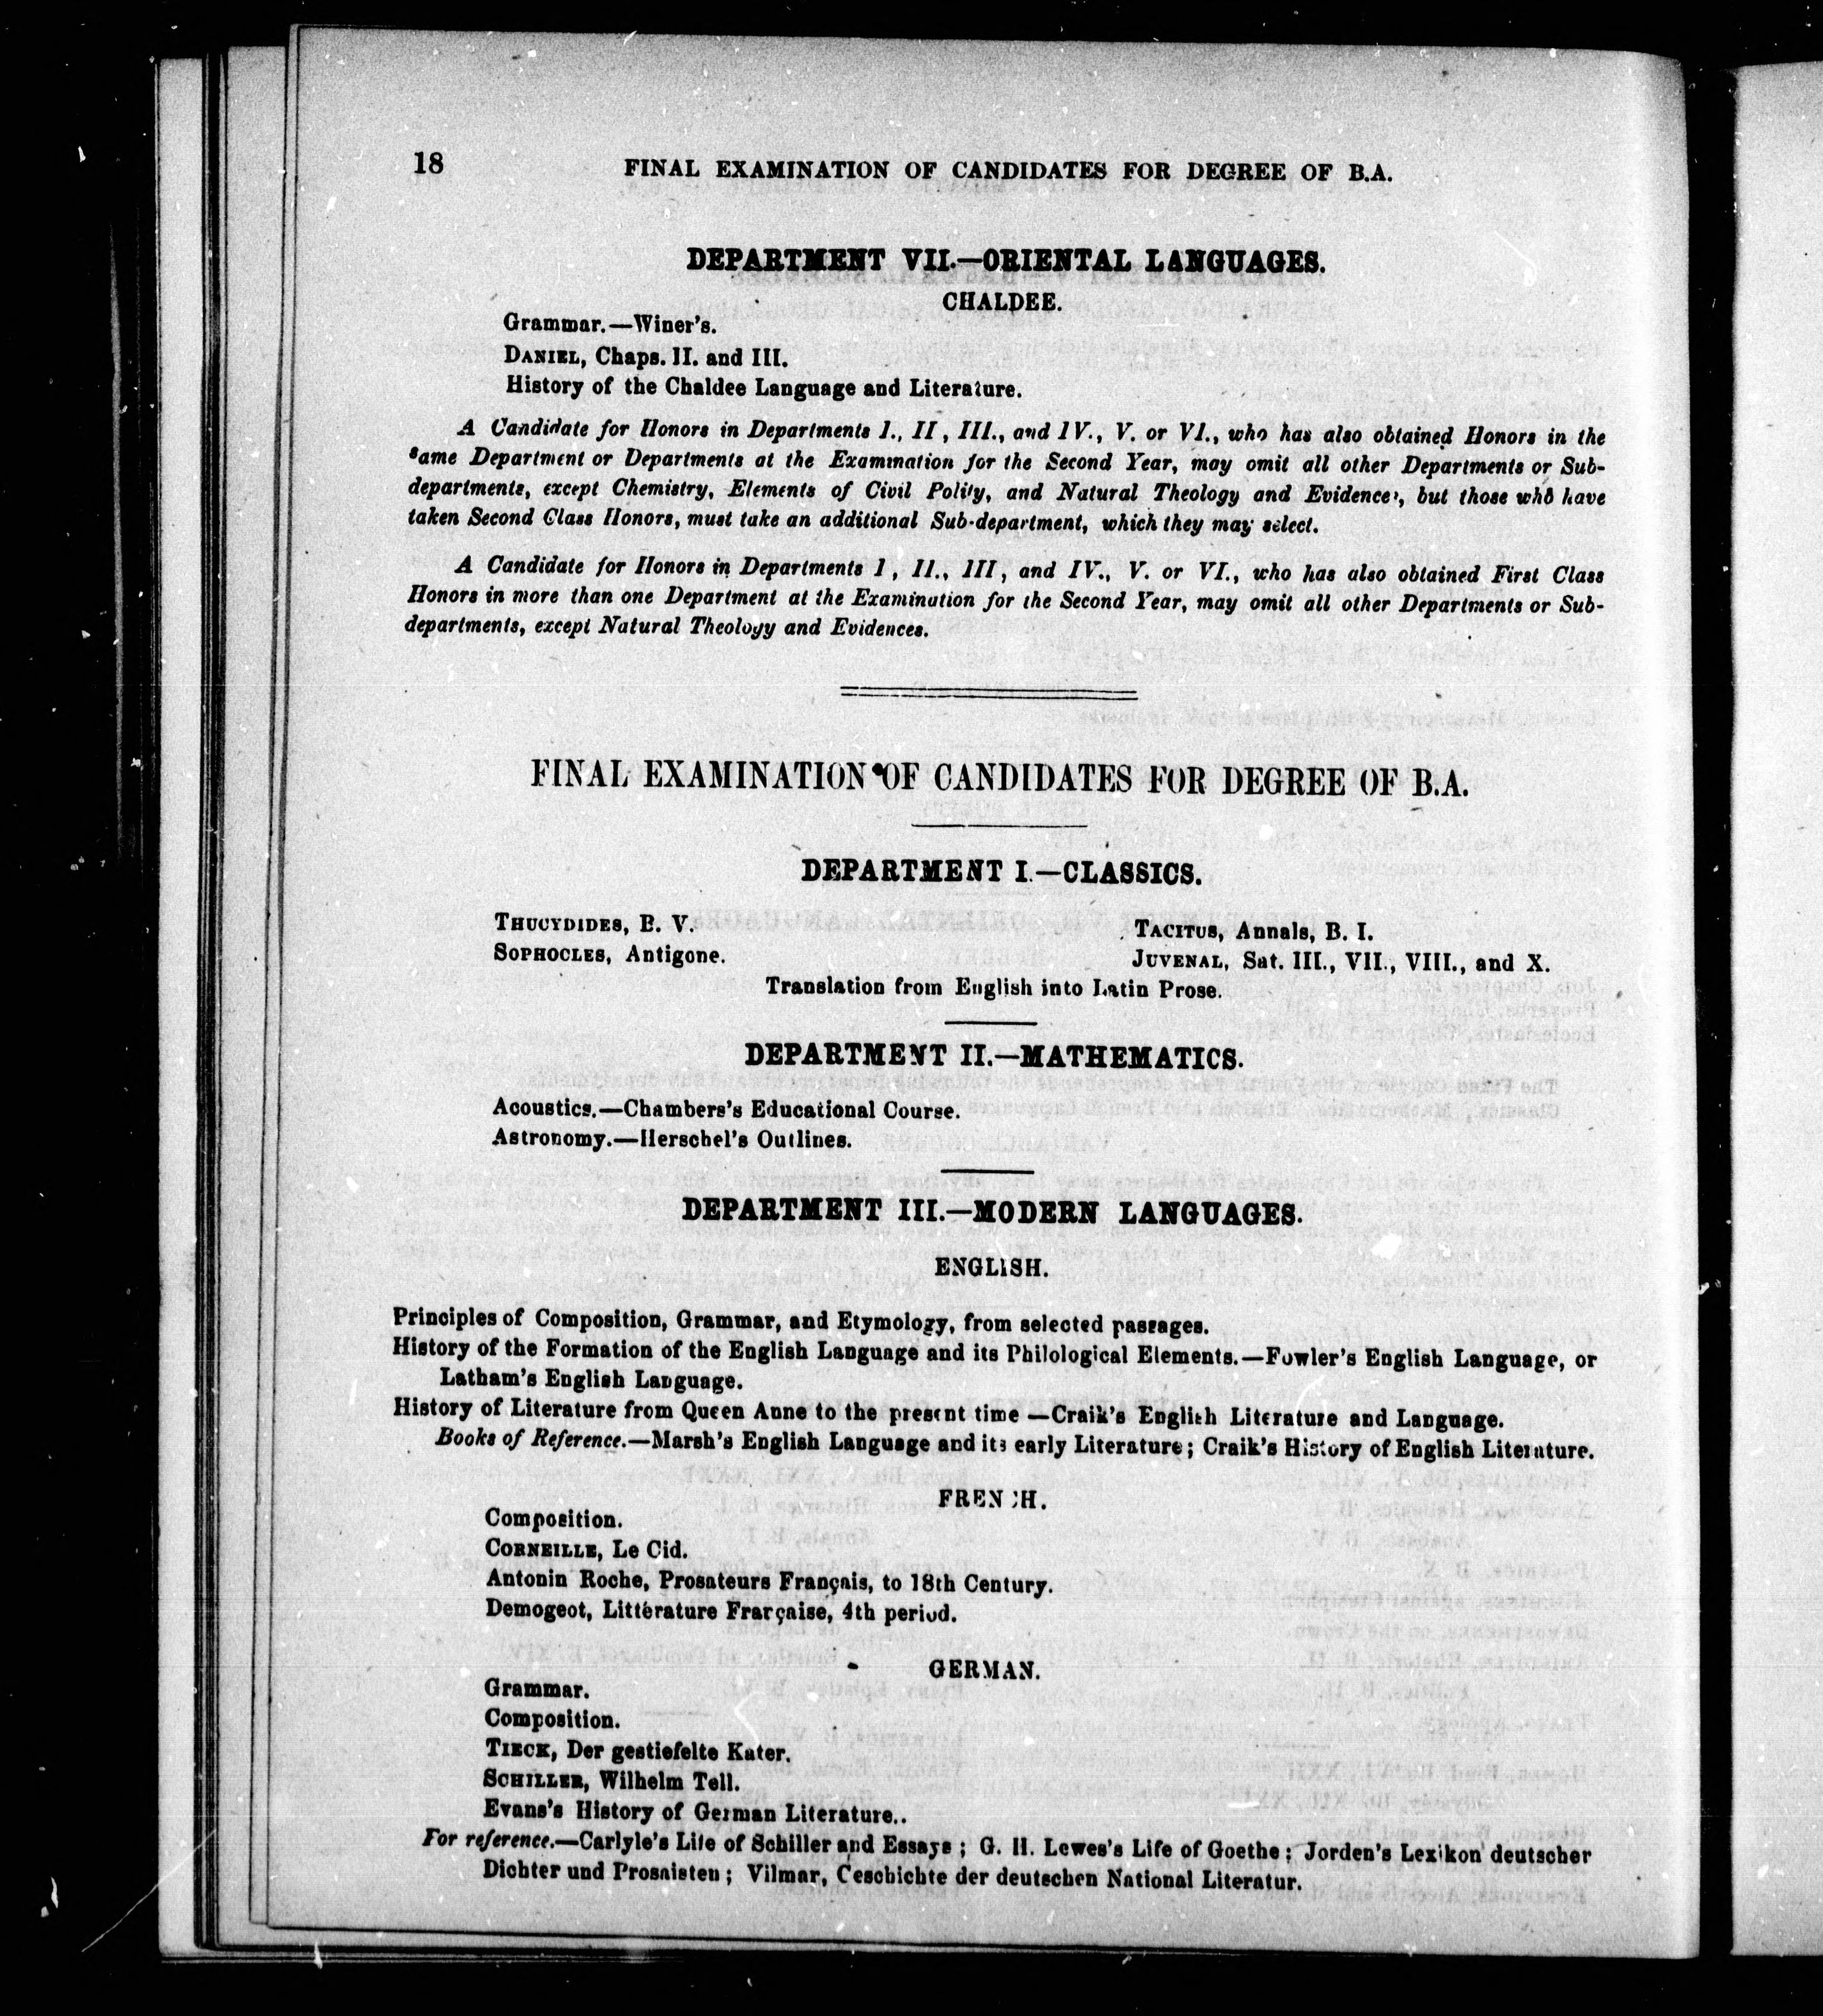 18
FINAL EXAMINATION OF CANDIDATES FOR DEGREE OF B.A.
DEPARTMENT VII.—ORIENTAL LANGUAGES.
CHALDEE.
Grammar.—Winer's.
DANIEL, Chaps. II. and III.
History of the Chaldee Language and Literature.
A Candidate for Honors in Departments I., II, III., and IV., V. or VI., who has also obtained Honors in the
same Department or Departments at the Examination for the Second Year, may omit all other Departments or Sub-
departments, except Chemistry, Elements of Civil Polity, and Natural Theology and Evidences, but those who have
taken Second Class Honors, must take an additional Sub-department, which they may select.
A Candidate for Honors in Departments I, II., III, and IV., V. or VI., who has also obtained First Class
Honors in more than one Department at the Examination for the Second Year, may omit all other Departments or Sub-
departments, except Natural Theology and Evidences.
FINAL EXAMINATION OF CANDIDATES FOR DEGREE OF B.A.
DEPARTMENT I.—CLASSICS.
THUCYDIDES, B. V.
SOPHOCLES, Antigone.
TACITUS, Annals, B. I.
JUVENAL, Sat. III., VII., VIII., and X.
Translation from English into Latin Prose.
DEPARTMENT II.—MATHEMATICS.
Acoustics.—Chambers's Educational Course.
Astronomy.—Herschel's Outlines.
DEPARTMENT III.—MODERN LANGUAGES.
ENGLISH.
Principles of Composition, Grammar, and Etymology, from selected passages.
History of the Formation of the English Language and its Philological Elements.—Fowler's English Language, or
Latham's English Language.
History of Literature from Queen Anne to the present time —Craik's English Literature and Language.
Books of Reference.—Marsh's English Language and its early Literature; Craik's History of English Literature.
FRENCH.
Composition.
CORNEILLE, Le Cid.
Antonin Roche, Prosateurs Français, to 18th Century.
Demogeot, Littérature Française, 4th period.
GERMAN.
Grammar.
Composition.
TIECK, Der gestiefelte Kater.
SCHILLER, Wilhelm Tell.
Evans's History of German Literature..
For reference.—Carlyle's Life of Schiller and Essays; G. H. Lewes's Life of Goethe; Jorden's Lexikon deutscher
Dichter und Prosaisten; Vilmar, Geschichte der deutschen National Literatur.